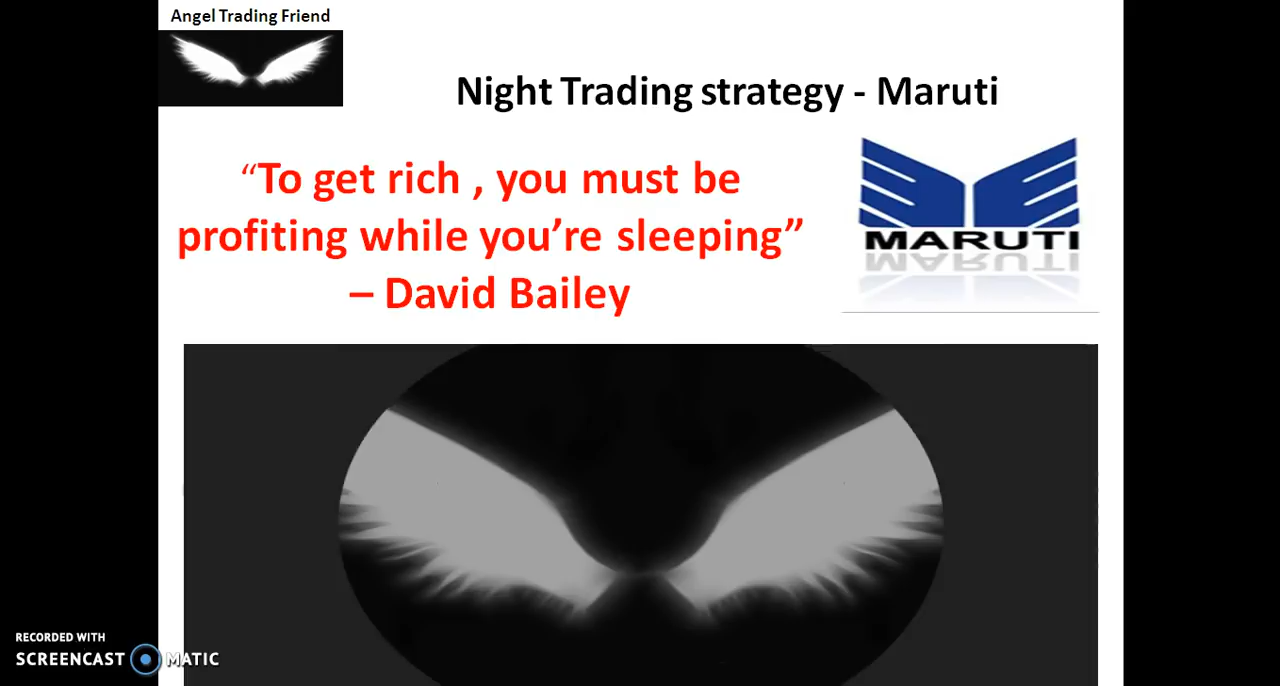 Angel Trading Friend
Night Trading strategy - Maruti
“To get rich , you must be
profiting while you’re sleeping”
– David Bailey
MARUTI
RECORDED WITH
SCREENCAST MATIC